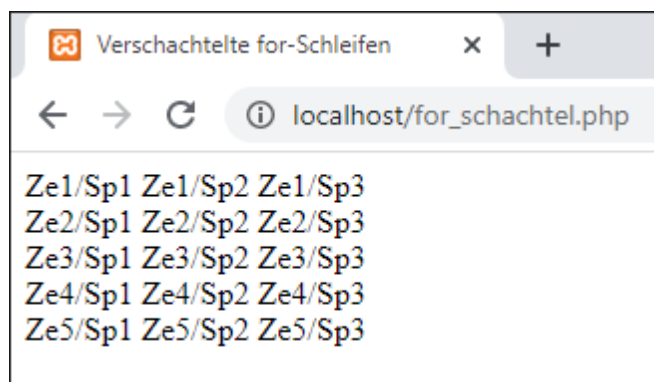 Verschachtelte for-Schleifen
localhost/for_schachtel.php
Ze1/Sp1 Ze1/Sp2 Ze1/Sp3
Ze2/Sp1 Ze2/Sp2 Ze2/Sp3
Ze3/Sp1 Ze3/Sp2 Ze3/Sp3
Ze4/Sp1 Ze4/Sp2 Ze4/Sp3
Ze5/Sp1 Ze5/Sp2 Ze5/Sp3